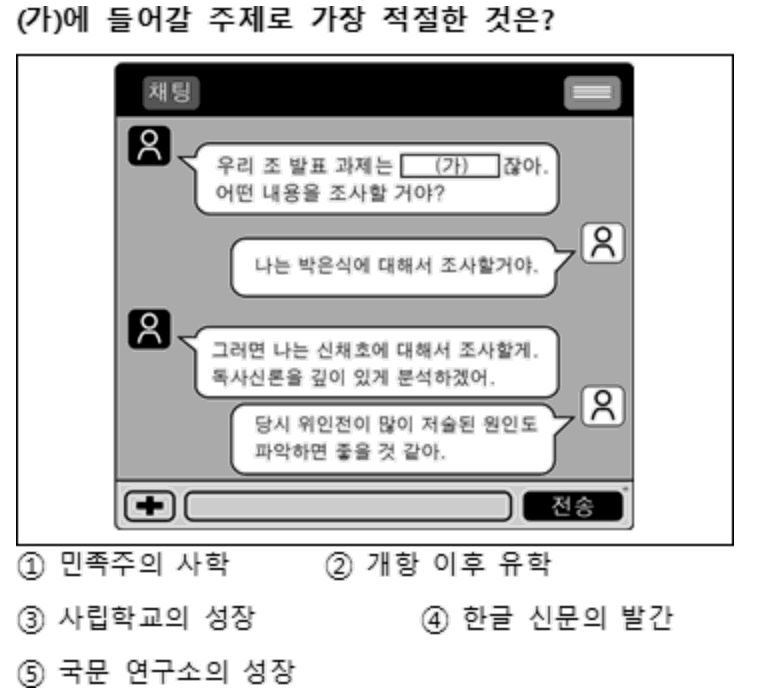 (가)에 들어갈 주제로 가장 적절한 것은?
채팅
우리 조 발표 과제는 (가) 잖아.
어떤 내용을 조사할 거야?
나는 박은식에 대해서 조사할거야.
그러면 나는 신채호에 대해서 조사할게.
독사신론을 깊이 있게 분석하겠어.
당시 위인전이 많이 저술된 원인도
파악하면 좋을 것 같아.
전송
① 민족주의 사학 ② 개항 이후 유학
③ 사립학교의 성장 ④ 한글 신문의 발간
⑤ 국문 연구소의 성장